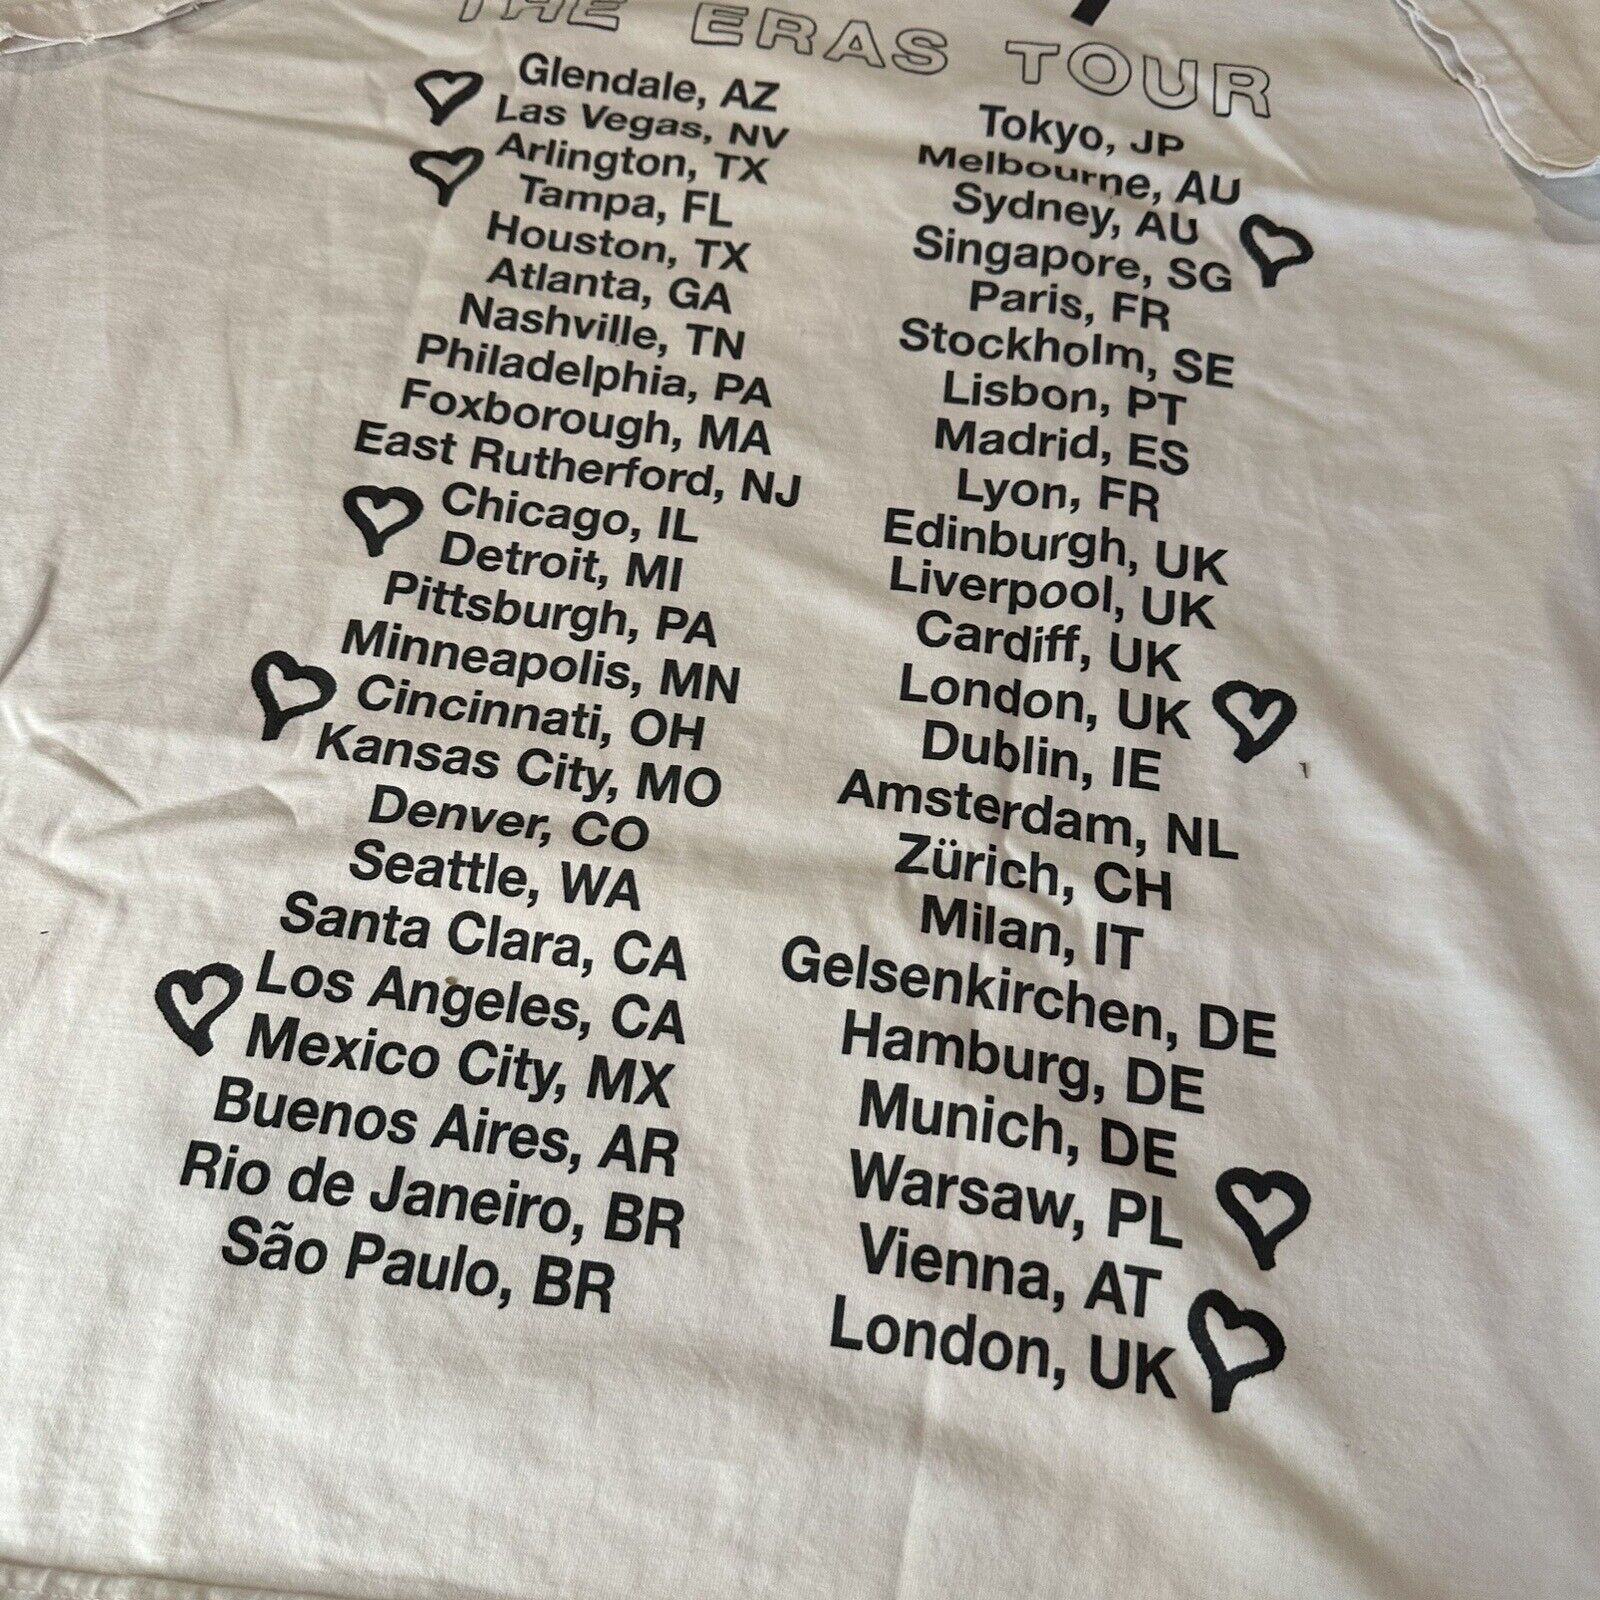 THE ERAS TOUR
Glendale, AZ
Las Vegas, NV
Arlington, TX
Tampa, FL
Houston, TX
Atlanta, GA
Nashville, TN
Philadelphia, PA
Foxborough, MA
East Rutherford, NJ
Chicago, IL
Detroit, MI
Pittsburgh, PA
Minneapolis, MN
Cincinnati, OH
Kansas City, MO
Denver, CO
Seattle, WA
Santa Clara, CA
Los Angeles, CA
Mexico City, MX
Buenos Aires, AR
Rio de Janeiro, BR
São Paulo, BR
Tokyo, JP
Melbourne, AU
Sydney, AU
Singapore, SG
Paris, FR
Stockholm, SE
Lisbon, PT
Madrid, ES
Lyon, FR
Edinburgh, UK
Liverpool, UK
Cardiff, UK
London, UK
Dublin, IE
Amsterdam, NL
Zürich, CH
Milan, IT
Gelsenkirchen, DE
Hamburg, DE
Munich, DE
Warsaw, PL
Vienna, AT
London, UK